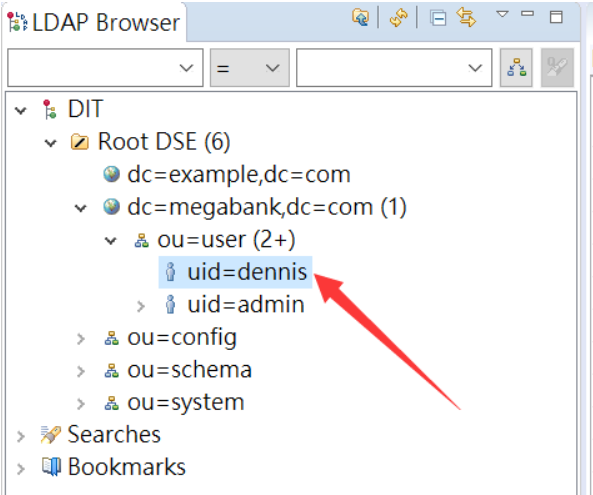 LDAP Browser
=
DIT
Root DSE (6)
dc=example,dc=com
dc=megabank,dc=com (1)
ou=user (2+)
uid=dennis
uid=admin
ou=config
ou=schema
ou=system
Searches
Bookmarks